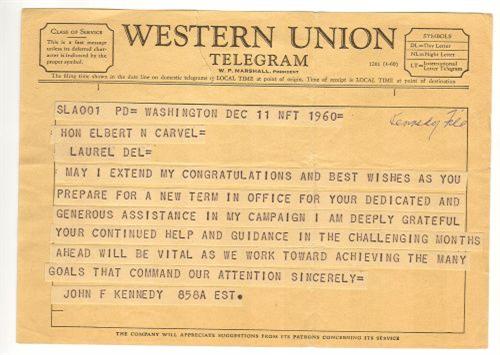 CLASS OF SERVICE
This is a fast message
unless its deferred character is indicated by the
proper symbol.
WESTERN UNION
TELEGRAM
W. P. MARSHALL, PRESIDENT
1201 (4-60)
SYMBOLS
DL=Day Letter
NL=Night Letter
LT=International Letter Telegram
The filing time shown in the date line on domestic telegrams is LOCAL TIME at point of origin. Time of receipt is LOCAL TIME at point of destination
SLA001 PD= WASHINGTON DEC 11 NFT 1960=
Kennedy File
HON ELBERT N CARVEL=
LAUREL DEL=
MAY I EXTEND MY CONGRATULATIONS AND BEST WISHES AS YOU
PREPARE FOR A NEW TERM IN OFFICE FOR YOUR DEDICATED AND
GENEROUS ASSISTANCE IN MY CAMPAIGN I AM DEEPLY GRATEFUL
YOUR CONTINUED HELP AND GUIDANCE IN THE CHALLENGING MONTHS
AHEAD WILL BE VITAL AS WE WORK TOWARD ACHIEVING THE MANY
GOALS THAT COMMAND OUR ATTENTION SINCERELY=
JOHN F KENNEDY 858A EST.
THE COMPANY WILL APPRECIATE SUGGESTIONS FROM ITS PATRONS CONCERNING ITS SERVICE